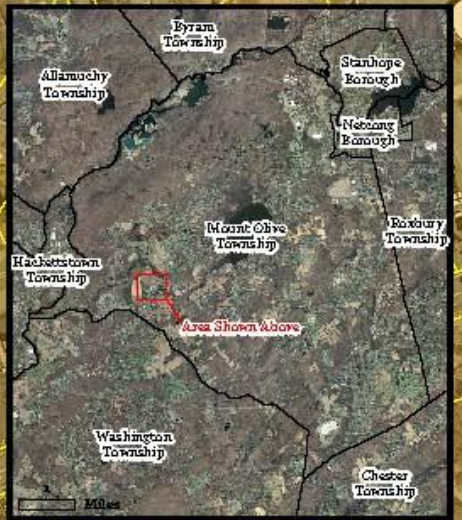 Byram
Township
Stanhope
Borough
Allamuchy
Township
Netcong
Borough
Mount Olive
Township
Roxbury
Township
Hackettstown
Township
Area Shown Above
Washington
Township
Chester
Township
Miles